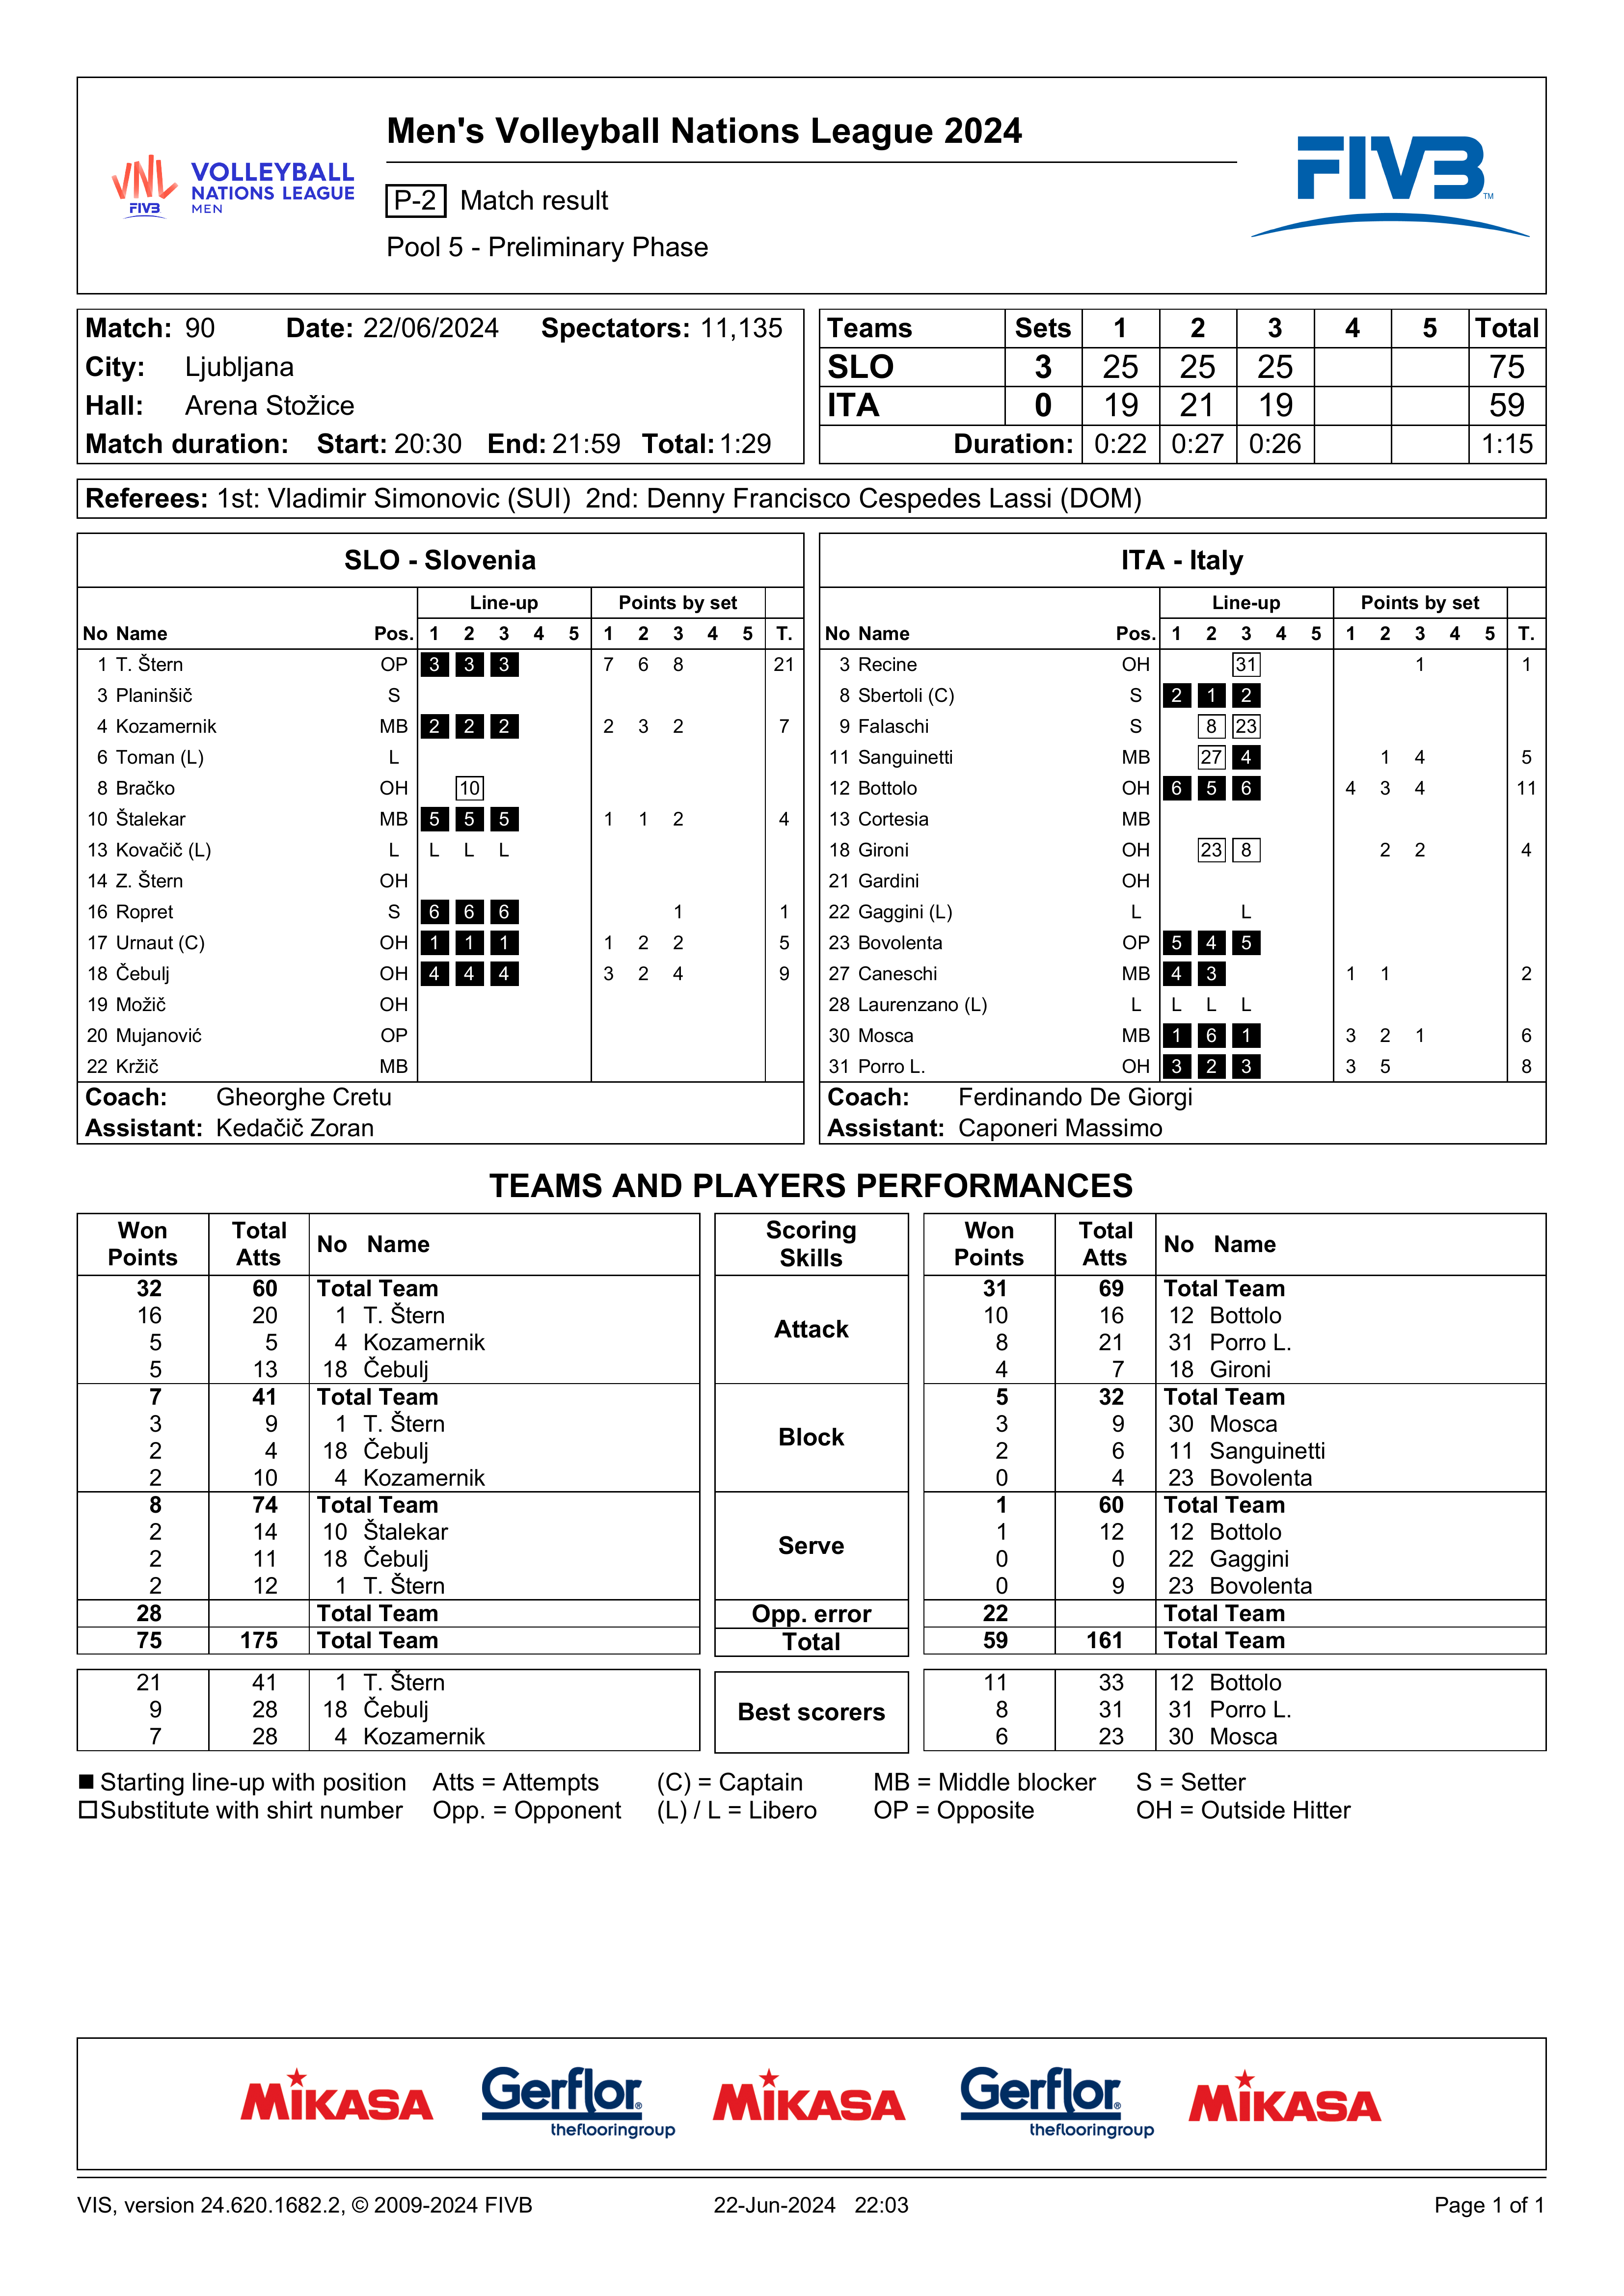 Men's Volleyball Nations League 2024
VNL FIVB VOLLEYBALL NATIONS LEAGUE MEN
P-2 Match result
Pool 5 - Preliminary Phase
FIVB TM
Match: 90 Date: 22/06/2024 Spectators: 11,135
City: Ljubljana
Hall: Arena Stožice
Match duration: Start: 20:30 End: 21:59 Total: 1:29
Teams Sets 1 2 3 4 5 Total
SLO 3 25 25 25 75
ITA 0 19 21 19 59
Duration: 0:22 0:27 0:26 1:15
Referees: 1st: Vladimir Simonovic (SUI) 2nd: Denny Francisco Cespedes Lassi (DOM)
SLO - Slovenia
Line-up Points by set
No Name Pos. 1 2 3 4 5 1 2 3 4 5 T.
1 T. Štern OP 3 3 3 7 6 8 21
3 Planinšič S
4 Kozamernik MB 2 2 2 2 3 2 7
6 Toman (L) L
8 Bračko OH 10
10 Štalekar MB 5 5 5 1 1 2 4
13 Kovačič (L) L L L L
14 Z. Štern OH
16 Ropret S 6 6 6 1 1
17 Urnaut (C) OH 1 1 1 1 2 2 5
18 Čebulj OH 4 4 4 3 2 4 9
19 Možič OH
20 Mujanović OP
22 Kržič MB
Coach: Gheorghe Cretu
Assistant: Kedačič Zoran
ITA - Italy
Line-up Points by set
No Name Pos. 1 2 3 4 5 1 2 3 4 5 T.
3 Recine OH 31 1 1
8 Sbertoli (C) S 2 1 2
9 Falaschi S 8 23
11 Sanguinetti MB 27 4 1 4 5
12 Bottolo OH 6 5 6 4 3 4 11
13 Cortesia MB
18 Gironi OH 23 8 2 2 4
21 Gardini OH
22 Gaggini (L) L L
23 Bovolenta OP 5 4 5
27 Caneschi MB 4 3 1 1 2
28 Laurenzano (L) L L L L
30 Mosca MB 1 6 1 3 2 1 6
31 Porro L. OH 3 2 3 3 5 8
Coach: Ferdinando De Giorgi
Assistant: Caponeri Massimo
TEAMS AND PLAYERS PERFORMANCES
Won Points Total Atts No Name Scoring Skills Won Points Total Atts No Name
32 60 Total Team Attack 31 69 Total Team
16 20 1 T. Štern 10 16 12 Bottolo
5 5 4 Kozamernik 8 21 31 Porro L.
5 13 18 Čebulj 4 7 18 Gironi
7 41 Total Team Block 5 32 Total Team
3 9 1 T. Štern 3 9 30 Mosca
2 4 18 Čebulj 2 6 11 Sanguinetti
2 10 4 Kozamernik 0 4 23 Bovolenta
8 74 Total Team Serve 1 60 Total Team
2 14 10 Štalekar 1 12 12 Bottolo
2 11 18 Čebulj 0 0 22 Gaggini
2 12 1 T. Štern 0 9 23 Bovolenta
28 Total Team Opp. error 22 Total Team
75 175 Total Team Total 59 161 Total Team
21 41 1 T. Štern Best scorers 11 33 12 Bottolo
9 28 18 Čebulj 8 31 31 Porro L.
7 28 4 Kozamernik 6 23 30 Mosca
Starting line-up with position Atts = Attempts (C) = Captain MB = Middle blocker S = Setter
Substitute with shirt number Opp. = Opponent (L) / L = Libero OP = Opposite OH = Outside Hitter
MIKASA Gerflor® theflooringgroup MIKASA Gerflor® theflooringgroup MIKASA
VIS, version 24.620.1682.2, © 2009-2024 FIVB 22-Jun-2024 22:03 Page 1 of 1